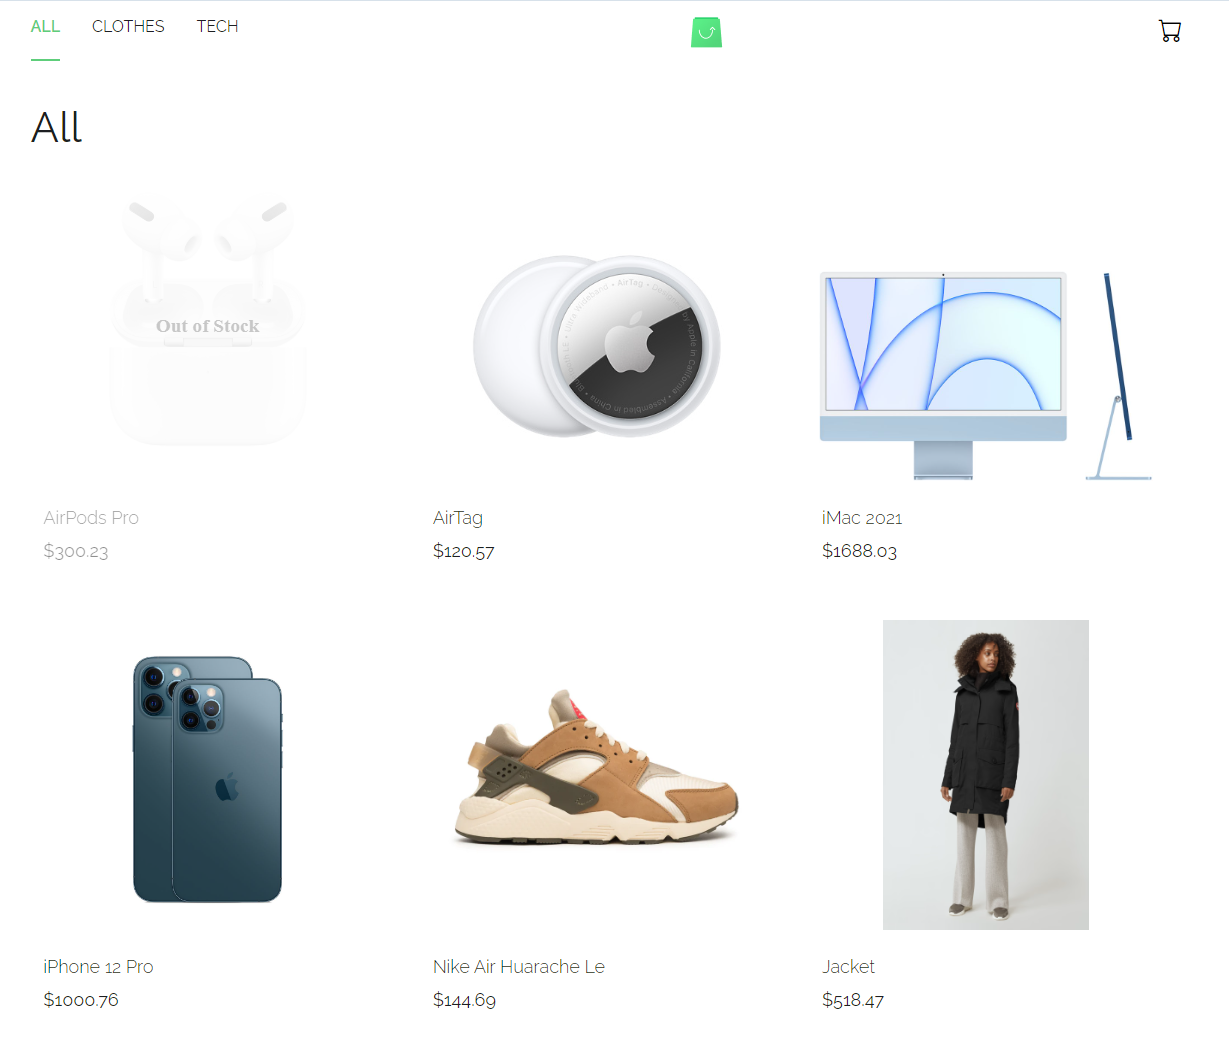 ALL CLOTHES TECH
All
Out of Stock
AirPods Pro
$300.23
AirTag
$120.57
iMac 2021
$1688.03
iPhone 12 Pro
$1000.76
Nike Air Huarache Le
$144.69
Jacket
$518.47